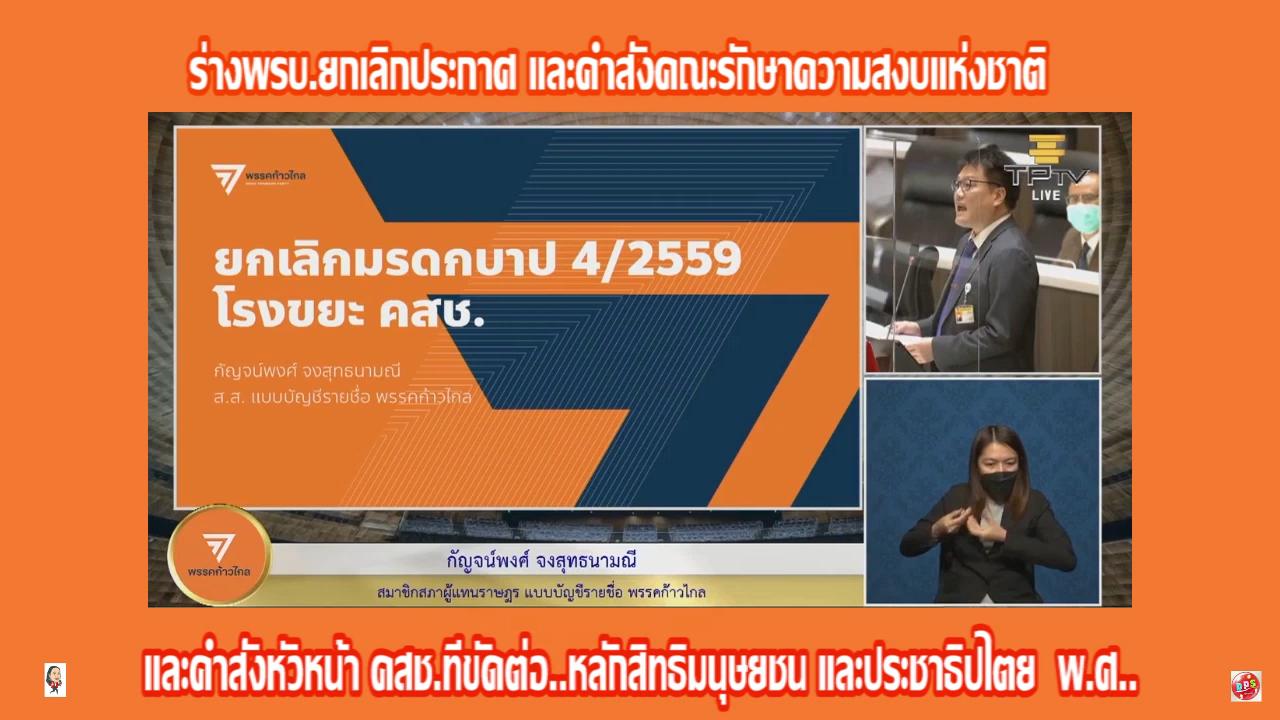 ร่างพรบ.ยกเลิกประกาศ และคำสั่งคณะรักษาความสงบแห่งชาติ
พรรคก้าวไกล
MOVE FORWARD PARTY
TPTV
LIVE
ยกเลิกมรดกบาป 4/2559
โรงขยะ คสช.
กัญจน์พงศ์ จงสุทธนามณี
ส.ส. แบบบัญชีรายชื่อ พรรคก้าวไกล
พรรคก้าวไกล
กัญจน์พงศ์ จงสุทธนามณี
สมาชิกสภาผู้แทนราษฎร แบบบัญชีรายชื่อ พรรคก้าวไกล
และคำสั่งหัวหน้า คสช.ที่ขัดต่อ..หลักสิทธิมนุษยชน และประชาธิปไตย พ.ศ..
DPS